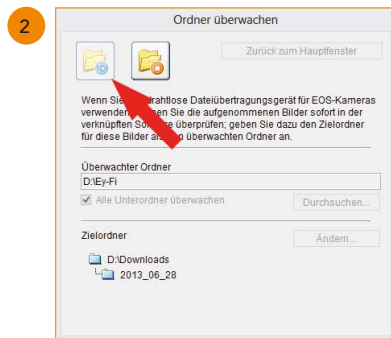 2
Ordner überwachen
Zurück zum Hauptfenster
Wenn Sie drahtlose Dateiübertragungsgerät für EOS-Kameras
verwenden Sie die aufgenommenen Bilder sofort in der
verknüpften überprüfen; geben Sie dazu den Zielordner
für diese Bilder als überwachten Ordner an.
Überwachter Ordner
D:\Ey-Fi
Alle Unterordner überwachen
Durchsuchen...
Zielordner
Ändern...
D:\Downloads
2013_06_28